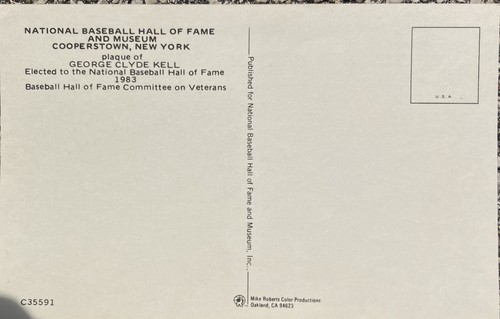 NATIONAL BASEBALL HALL OF FAME
AND MUSEUM
COOPERSTOWN, NEW YORK
plaque of
GEORGE CLYDE KELL
Elected to the National Baseball Hall of Fame
1983
Baseball Hall of Fame Committee on Veterans
Published for National Baseball Hall of Fame and Museum, Inc.
U.S.A.
C35591
Mike Roberts Color Productions
Oakland, CA 94623